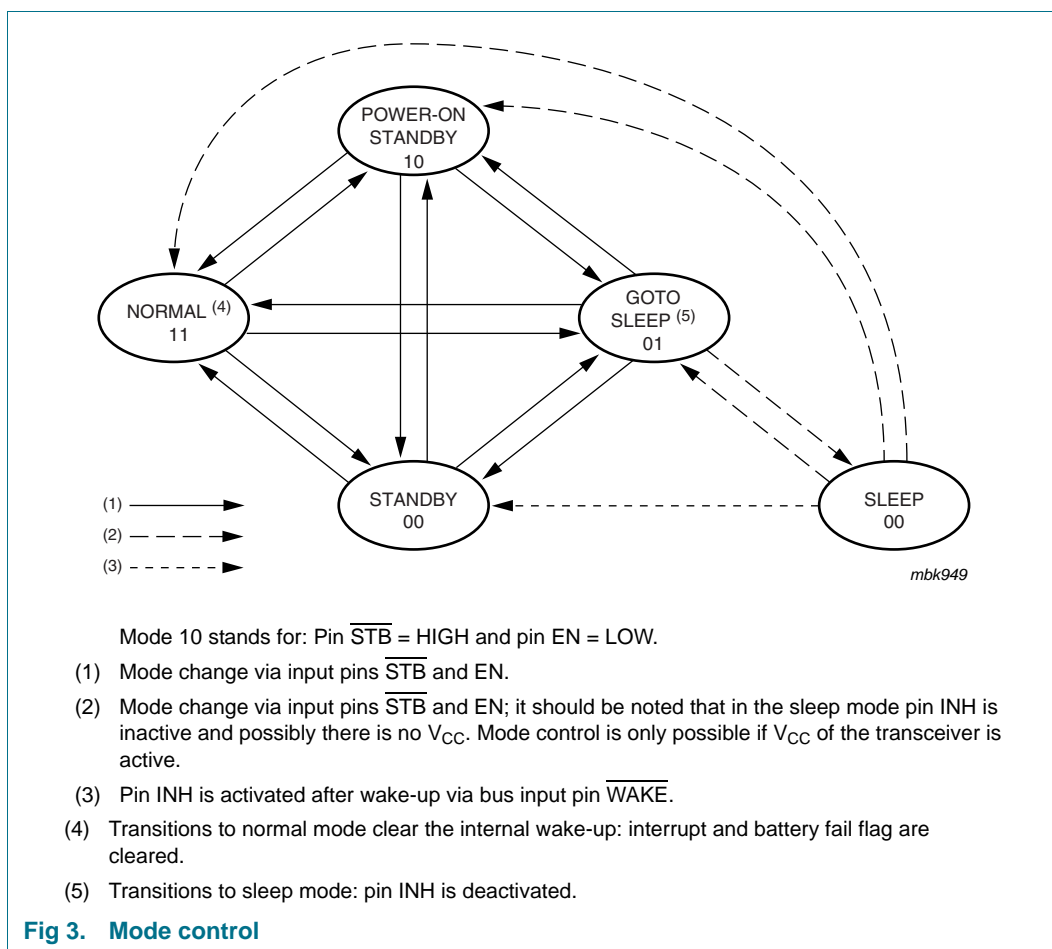 POWER-ON
STANDBY
10
NORMAL (4)
11
GOTO
SLEEP (5)
01
STANDBY
00
SLEEP
00
(1)
(2)
(3)
mbk949
Mode 10 stands for: Pin STB = HIGH and pin EN = LOW.
(1) Mode change via input pins STB and EN.
(2) Mode change via input pins STB and EN; it should be noted that in the sleep mode pin INH is
inactive and possibly there is no VCC. Mode control is only possible if VCC of the transceiver is
active.
(3) Pin INH is activated after wake-up via bus input pin WAKE.
(4) Transitions to normal mode clear the internal wake-up: interrupt and battery fail flag are
cleared.
(5) Transitions to sleep mode: pin INH is deactivated.
Fig 3. Mode control